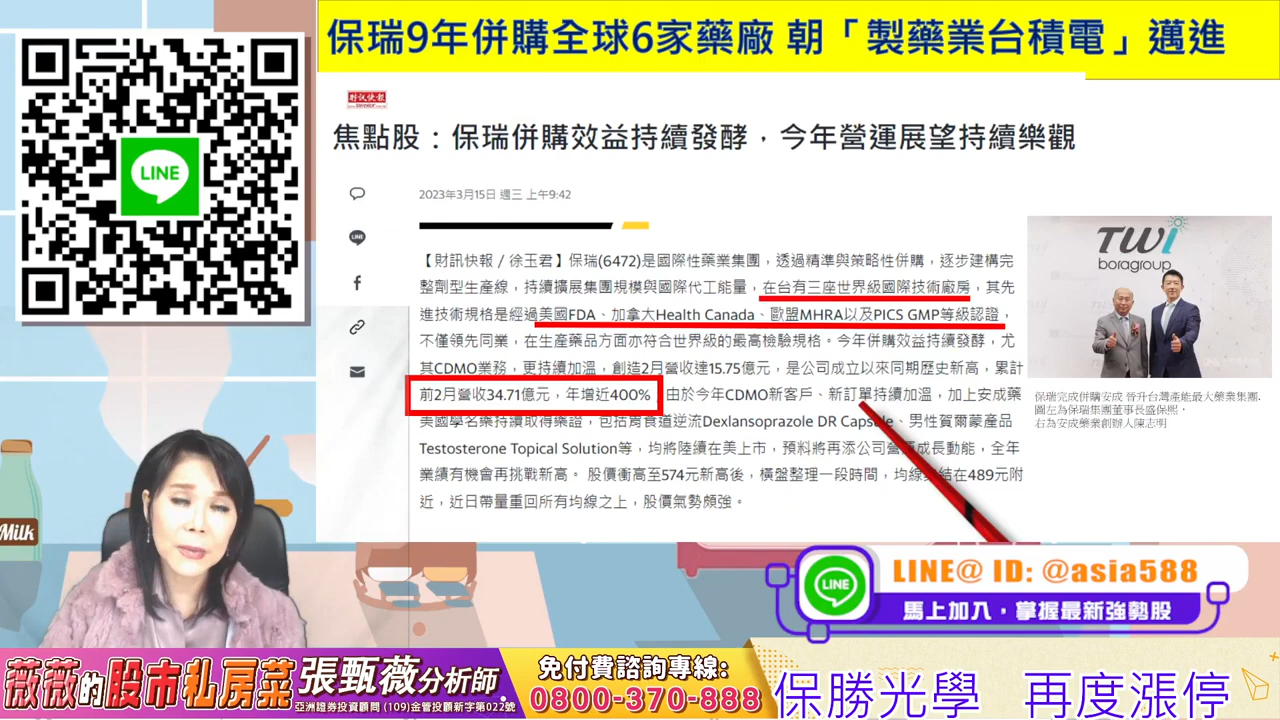 保瑞9年併購全球6家藥廠 朝「製藥業台積電」邁進
LINE
財訊快報
焦點股：保瑞併購效益持續發酵，今年營運展望持續樂觀
2023年3月15日 週三 上午9:42
【財訊快報／徐玉君】保瑞(6472)是國際性藥業集團，透過精準與策略性併購，逐步建構完
整劑型生產線，持續擴展集團規模與國際代工能量，在台有三座世界級國際技術廠房，其先
進技術規格是經過美國FDA、加拿大Health Canada、歐盟MHRA以及PICS GMP等級認證，
不僅領先同業，在生產藥品方面亦符合世界級的最高檢驗規格。今年併購效益持續發酵，尤
其CDMO業務，更持續加溫，創造2月營收達15.75億元，是公司成立以來同期歷史新高，累計
前2月營收34.71億元，年增近400%
由於今年CDMO新客戶、新訂單持續加溫，加上安成藥
美國學名藥持續取得藥證，包括胃食道逆流Dexlansoprazole DR Capsule、男性賀爾蒙產品
Testosterone Topical Solution等，均將陸續在美上市，預料將再添公司營運成長動能，全年
業績有機會再挑戰新高。 股價衝高至574元新高後，橫盤整理一段時間，均線糾結在489元附
近，近日帶量重回所有均線之上，股價氣勢頗強。
TWi
boragroup
保瑞完成併購安成 晉升台灣產能最大藥業集團.
圖左為保瑞集團董事長盛保熙，
右為安成藥業創辦人陳志明
Milk
LINE
LINE@ ID: @asia588
馬上加入，掌握最新強勢股
薇薇的股市私房菜
張甄薇分析師
亞洲證券投資顧問 (109)金管投顧新字第022號
免付費諮詢專線:
0800-370-888
保勝光學 再度漲停